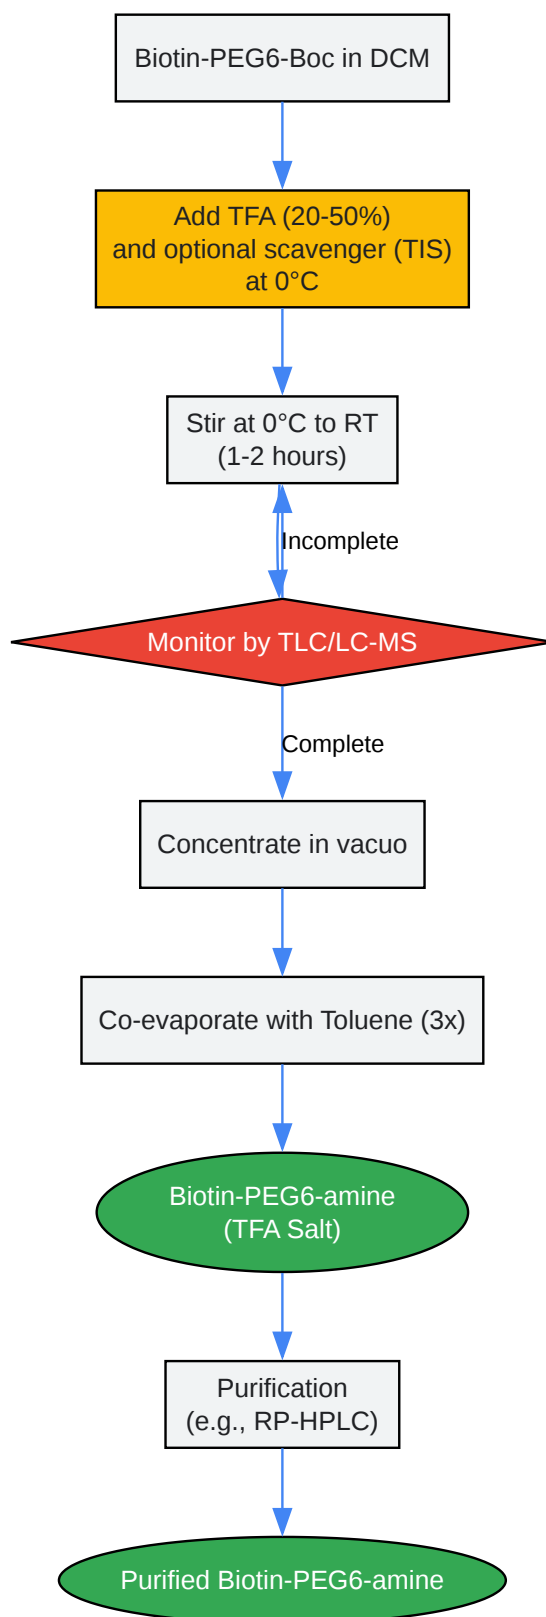 Biotin-PEG6-Boc in DCM
Add TFA (20-50%)
and optional scavenger (TIS)
at 0°C
Stir at 0°C to RT
(1-2 hours)
Incomplete
Monitor by TLC/LC-MS
Complete
Concentrate in vacuo
Co-evaporate with Toluene (3x)
Biotin-PEG6-amine
(TFA Salt)
Purification
(e.g., RP-HPLC)
Purified Biotin-PEG6-amine